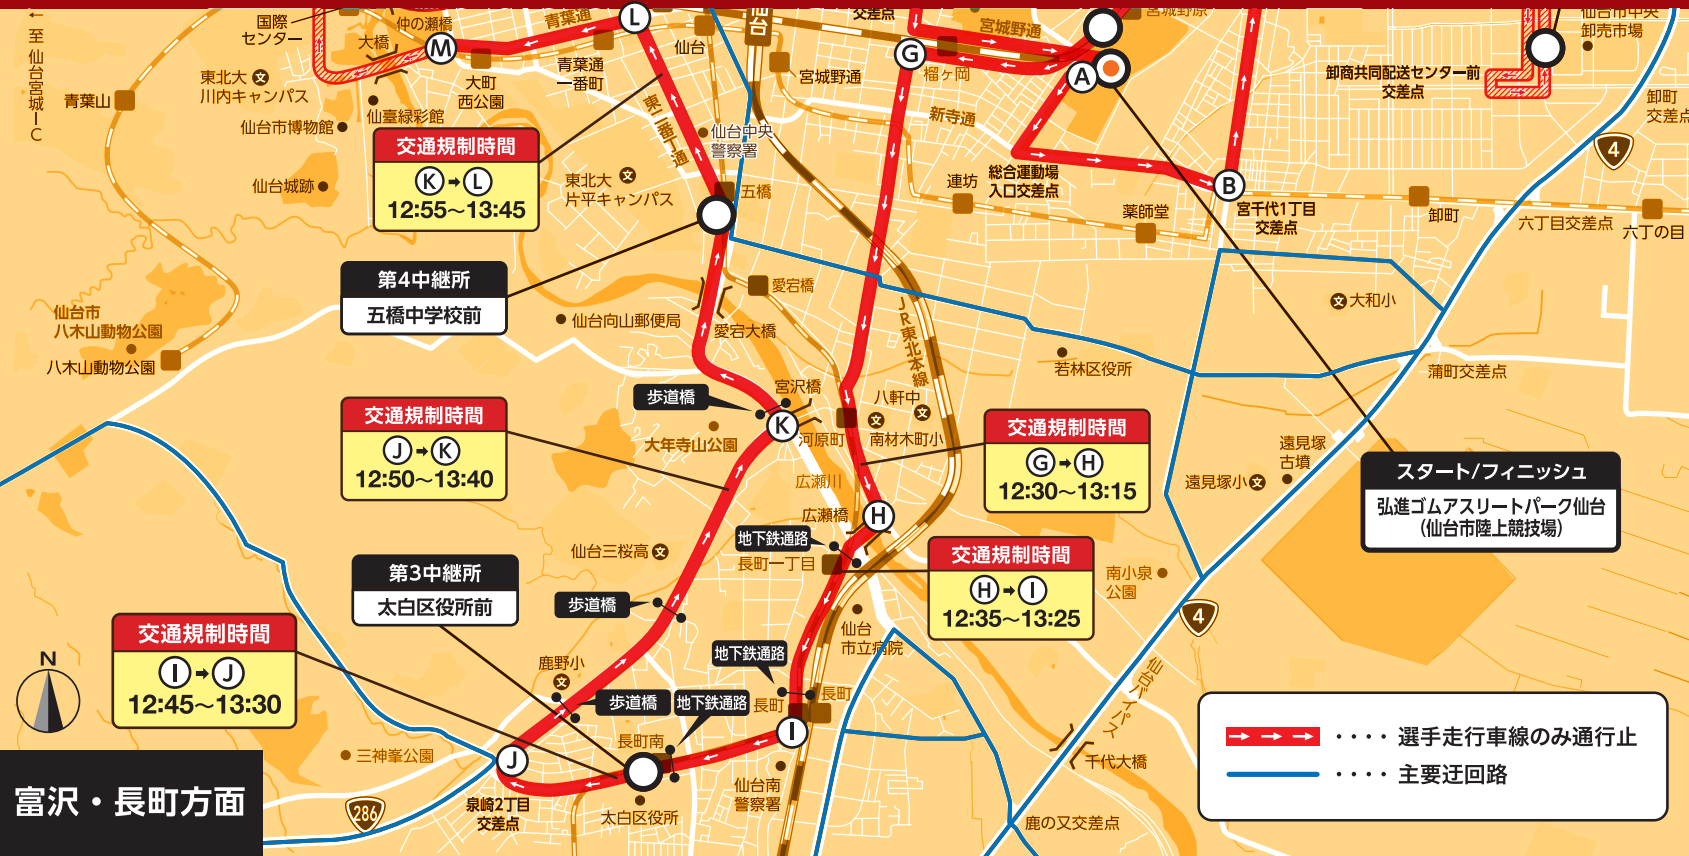 至 仙台宮城IC
国際
センター
仲の瀬橋
大橋
M
L
青葉通
東北大
川内キャンパス
文
青葉山
仙台市博物館
仙臺緑彩館
大町
西公園
青葉通
一番町
仙台
仙台
宮城野通
交差点
宮城野通
宮城野原
G
榴ヶ岡
A
新寺通
仙台市中央
卸売市場
卸商共同配送センター前
交差点
卸町
交差点
4
交通規制時間
K→L
12:55〜13:45
東二番丁通
仙台中央
警察署
仙台城跡
東北大
片平キャンパス
文
五橋
連坊
総合運動場
入口交差点
B
薬師堂
宮千代1丁目
交差点
卸町
六丁目交差点
六丁の目
第4中継所
五橋中学校前
愛宕橋
仙台向山郵便局
愛宕大橋
JR東北本線
文
大和小
仙台市
八木山動物公園
八木山動物公園
若林区役所
蒲町交差点
歩道橋
宮沢橋
八軒中
文
文
K
河原町
南材木町小
大年寺山公園
交通規制時間
J→K
12:50〜13:40
交通規制時間
G→H
12:30〜13:15
広瀬川
広瀬橋
H
遠見塚
古墳
遠見塚小
文
スタート/フィニッシュ
弘進ゴムアスリートパーク仙台
(仙台市陸上競技場)
地下鉄通路
長町一丁目
仙台三桜高
文
交通規制時間
H→I
12:35〜13:25
南小泉
公園
4
第3中継所
太白区役所前
歩道橋
仙台
市立病院
交通規制時間
I→J
12:45〜13:30
N
鹿野小
文
地下鉄通路
歩道橋
地下鉄通路
長町
長町
I
仙台バイパス
長町南
三神峯公園
J
仙台南
警察署
千代大橋
286
泉崎2丁目
交差点
太白区役所
鹿の又交差点
選手走行車線のみ通行止
主要迂回路
富沢・長町方面